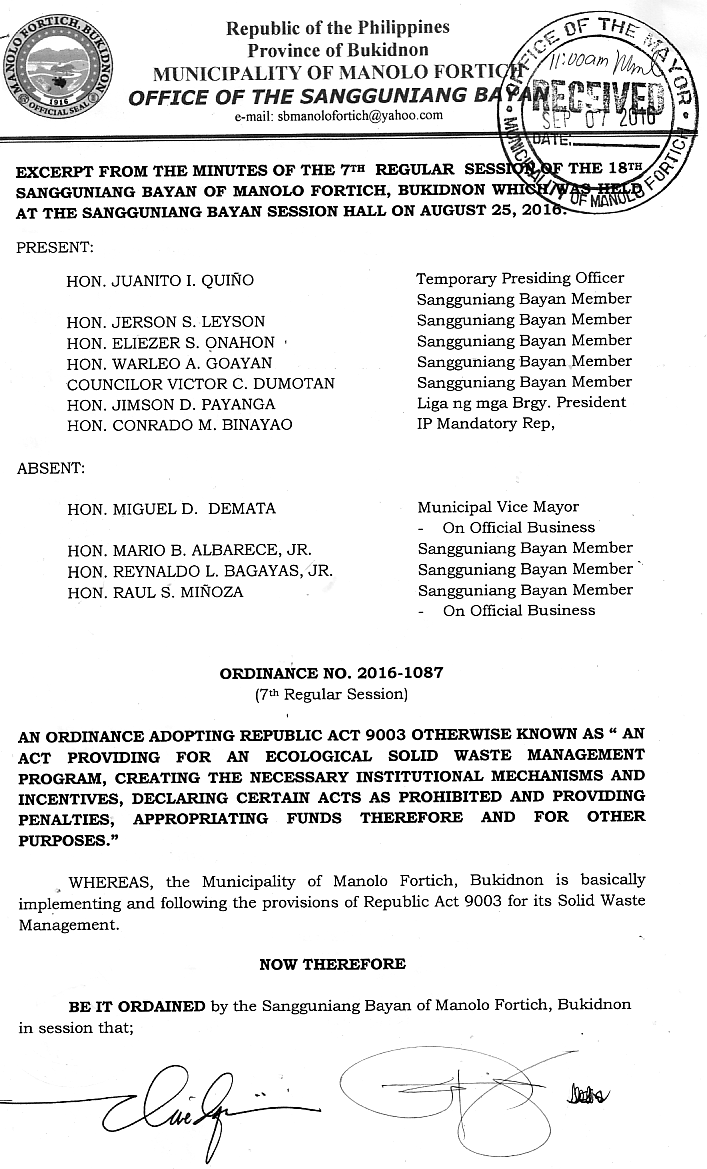 Republic of the Philippines
Province of Bukidnon
MUNICIPALITY OF MANOLO FORTICH
OFFICE OF THE SANGGUNIANG BAYAN
e-mail: sbmanolofortich@yahoo.com
MANOLO FORTICH, BUKIDNON
1916
OFFICIAL SEAL
OFFICE OF THE MAYOR
11:00am
RECEIVED
SEP 07 2016
DATE:
MUNICIPALITY OF MANOLO FORTICH
EXCERPT FROM THE MINUTES OF THE 7TH REGULAR SESSION OF THE 18TH
SANGGUNIANG BAYAN OF MANOLO FORTICH, BUKIDNON WHICH WAS HELD
AT THE SANGGUNIANG BAYAN SESSION HALL ON AUGUST 25, 2016.
PRESENT:
HON. JUANITO I. QUIÑO Temporary Presiding Officer
Sangguniang Bayan Member
HON. JERSON S. LEYSON Sangguniang Bayan Member
HON. ELIEZER S. ONAHON Sangguniang Bayan Member
HON. WARLEO A. GOAYAN Sangguniang Bayan Member
COUNCILOR VICTOR C. DUMOTAN Sangguniang Bayan Member
HON. JIMSON D. PAYANGA Liga ng mga Brgy. President
HON. CONRADO M. BINAYAO IP Mandatory Rep,
ABSENT:
HON. MIGUEL D. DEMATA Municipal Vice Mayor
- On Official Business
HON. MARIO B. ALBARECE, JR. Sangguniang Bayan Member
HON. REYNALDO L. BAGAYAS, JR. Sangguniang Bayan Member
HON. RAUL S. MIÑOZA Sangguniang Bayan Member
- On Official Business
ORDINANCE NO. 2016-1087
(7th Regular Session)
AN ORDINANCE ADOPTING REPUBLIC ACT 9003 OTHERWISE KNOWN AS “ AN
ACT PROVIDING FOR AN ECOLOGICAL SOLID WASTE MANAGEMENT
PROGRAM, CREATING THE NECESSARY INSTITUTIONAL MECHANISMS AND
INCENTIVES, DECLARING CERTAIN ACTS AS PROHIBITED AND PROVIDING
PENALTIES, APPROPRIATING FUNDS THEREFORE AND FOR OTHER
PURPOSES.”
WHEREAS, the Municipality of Manolo Fortich, Bukidnon is basically
implementing and following the provisions of Republic Act 9003 for its Solid Waste
Management.
NOW THEREFORE
BE IT ORDAINED by the Sangguniang Bayan of Manolo Fortich, Bukidnon
in session that;